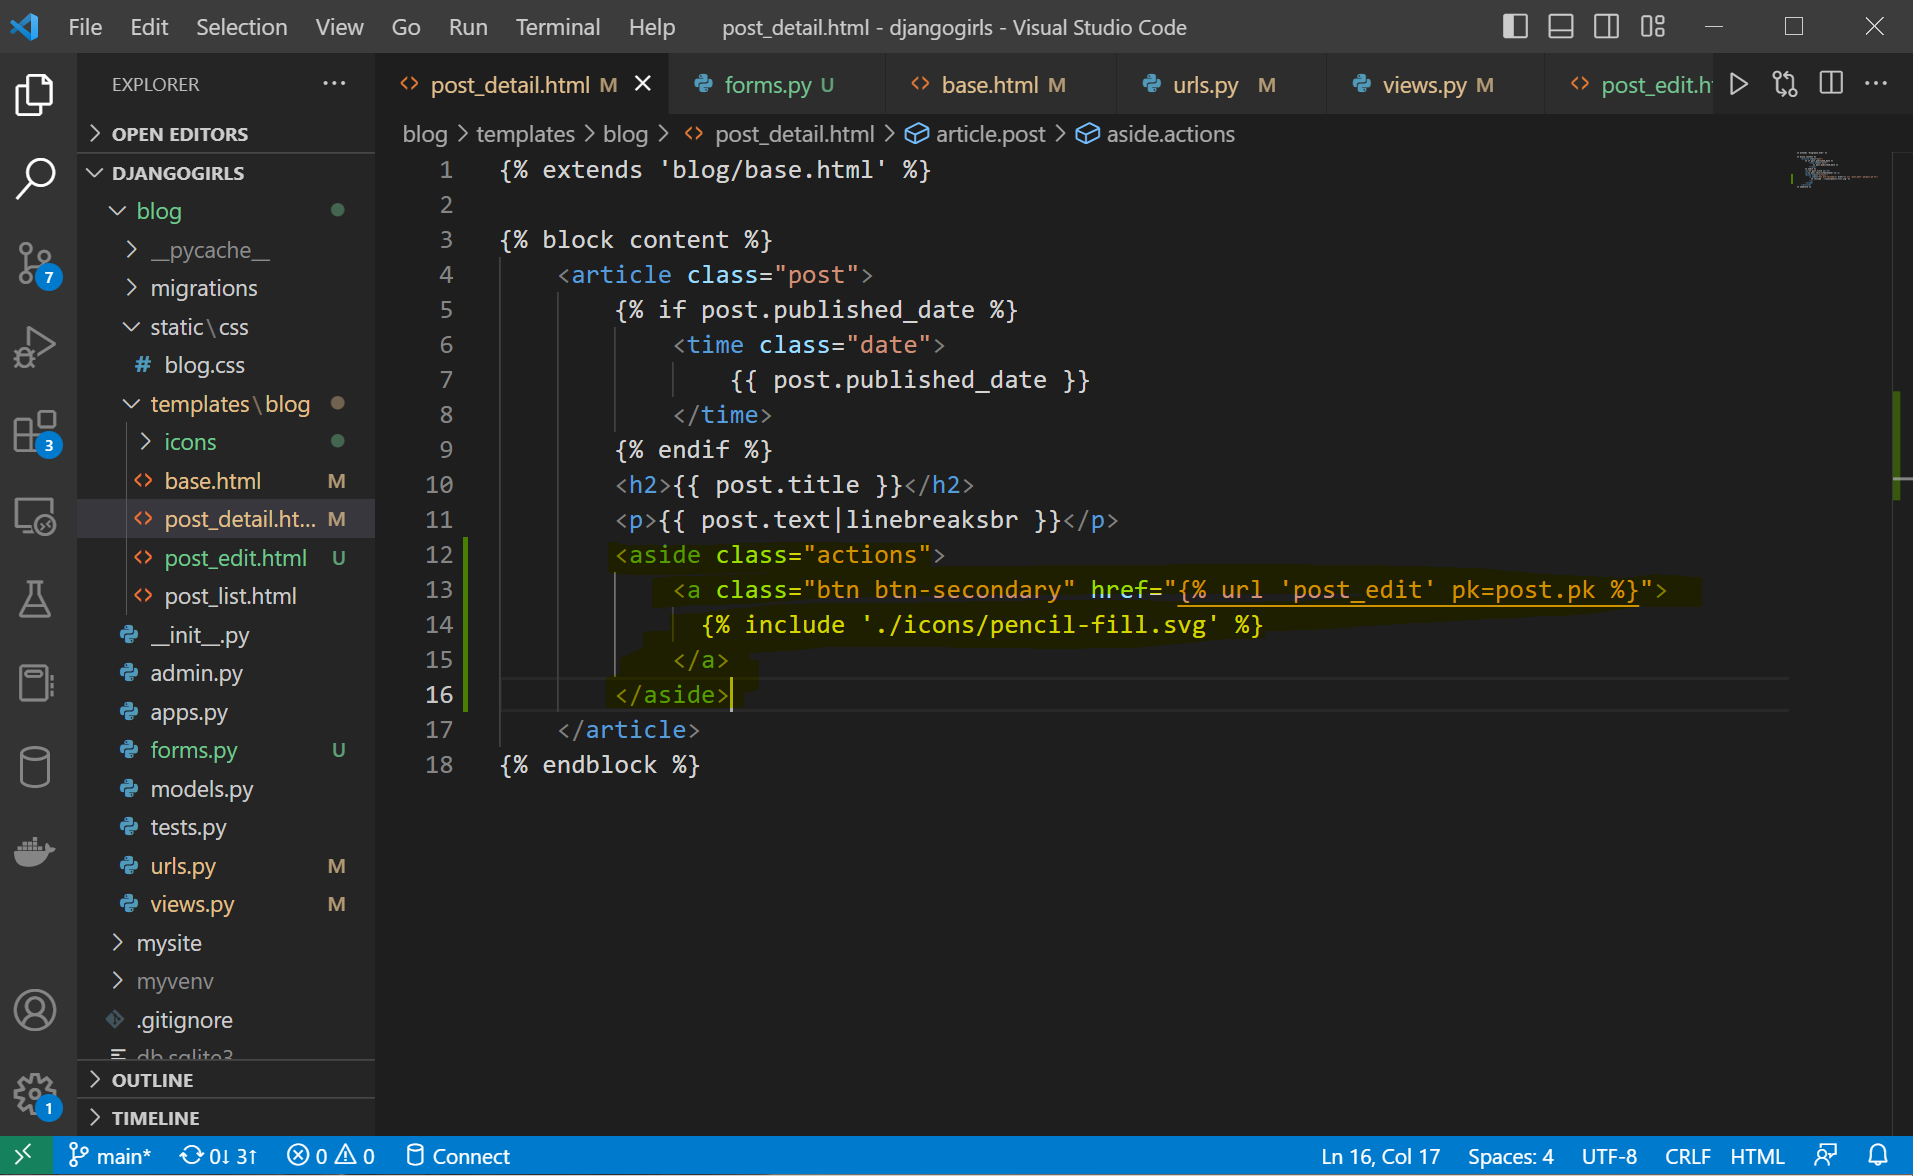 File Edit Selection View Go Run Terminal Help post_detail.html - djangogirls - Visual Studio Code
EXPLORER
OPEN EDITORS
DJANGOGIRLS
blog
__pycache__
migrations
static\css
# blog.css
templates\blog
icons
base.html M
post_detail.ht... M
post_edit.html U
post_list.html
__init__.py
admin.py
apps.py
forms.py U
models.py
tests.py
urls.py M
views.py M
mysite
myvenv
.gitignore
db.sqlite3
OUTLINE
TIMELINE
7
3
1
post_detail.html M forms.py U base.html M urls.py M views.py M post_edit.h
blog > templates > blog > post_detail.html > article.post > aside.actions
1 {% extends 'blog/base.html' %}
2
3 {% block content %}
4 <article class="post">
5 {% if post.published_date %}
6 <time class="date">
7 {{ post.published_date }}
8 </time>
9 {% endif %}
10 <h2>{{ post.title }}</h2>
11 <p>{{ post.text|linebreaksbr }}</p>
12 <aside class="actions">
13 <a class="btn btn-secondary" href="{% url 'post_edit' pk=post.pk %}">
14 {% include './icons/pencil-fill.svg' %}
15 </a>
16 </aside>
17 </article>
18 {% endblock %}
main* 0↓ 3↑ 0 0 Connect Ln 16, Col 17 Spaces: 4 UTF-8 CRLF HTML